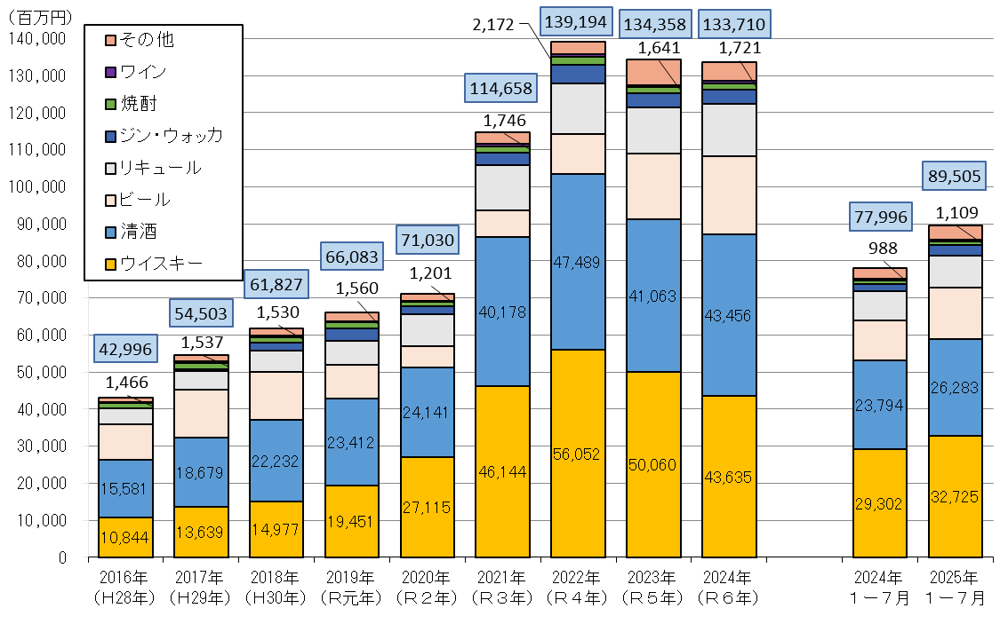 （百万円）
140,000
130,000
120,000
110,000
100,000
90,000
80,000
70,000
60,000
50,000
40,000
30,000
20,000
10,000
0
その他
ワイン
焼酎
ジン・ウォッカ
リキュール
ビール
清酒
ウイスキー
42,996
1,466
15,581
10,844
54,503
1,537
18,679
13,639
61,827
1,530
22,232
14,977
66,083
1,560
23,412
19,451
71,030
1,201
24,141
27,115
114,658
1,746
40,178
46,144
139,194
2,172
47,489
56,052
134,358
1,641
41,063
50,060
133,710
1,721
43,456
43,635
77,996
988
23,794
29,302
89,505
1,109
26,283
32,725
2016年
（H28年）
2017年
（H29年）
2018年
（H30年）
2019年
（Ｒ元年）
2020年
（Ｒ２年）
2021年
（Ｒ３年）
2022年
（Ｒ４年）
2023年
（Ｒ５年）
2024年
（Ｒ６年）
2024年
１－７月
2025年
１－７月